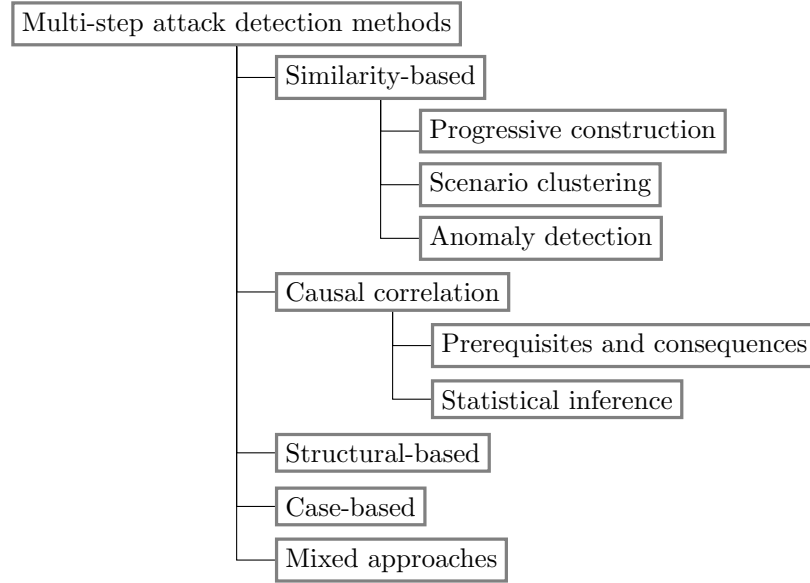 Multi-step attack detection methods
Similarity-based
Progressive construction
Scenario clustering
Anomaly detection
Causal correlation
Prerequisites and consequences
Statistical inference
Structural-based
Case-based
Mixed approaches